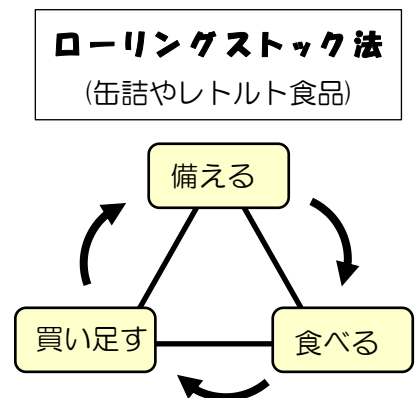 ローリングストック法
(缶詰やレトルト食品)
備える
買い足す
食べる